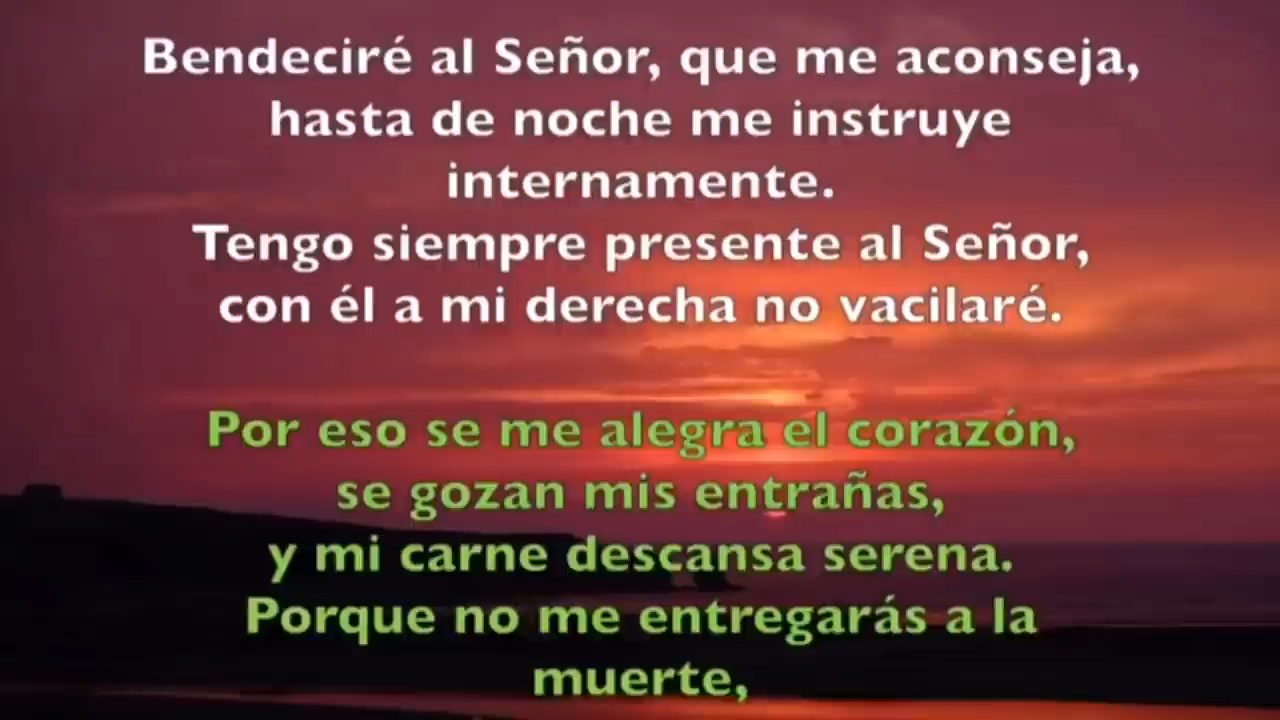 Bendeciré al Señor, que me aconseja,
hasta de noche me instruye
internamente.
Tengo siempre presente al Señor,
con él a mi derecha no vacilaré.
Por eso se me alegra el corazón,
se gozan mis entrañas,
y mi carne descansa serena.
Porque no me entregarás a la
muerte,